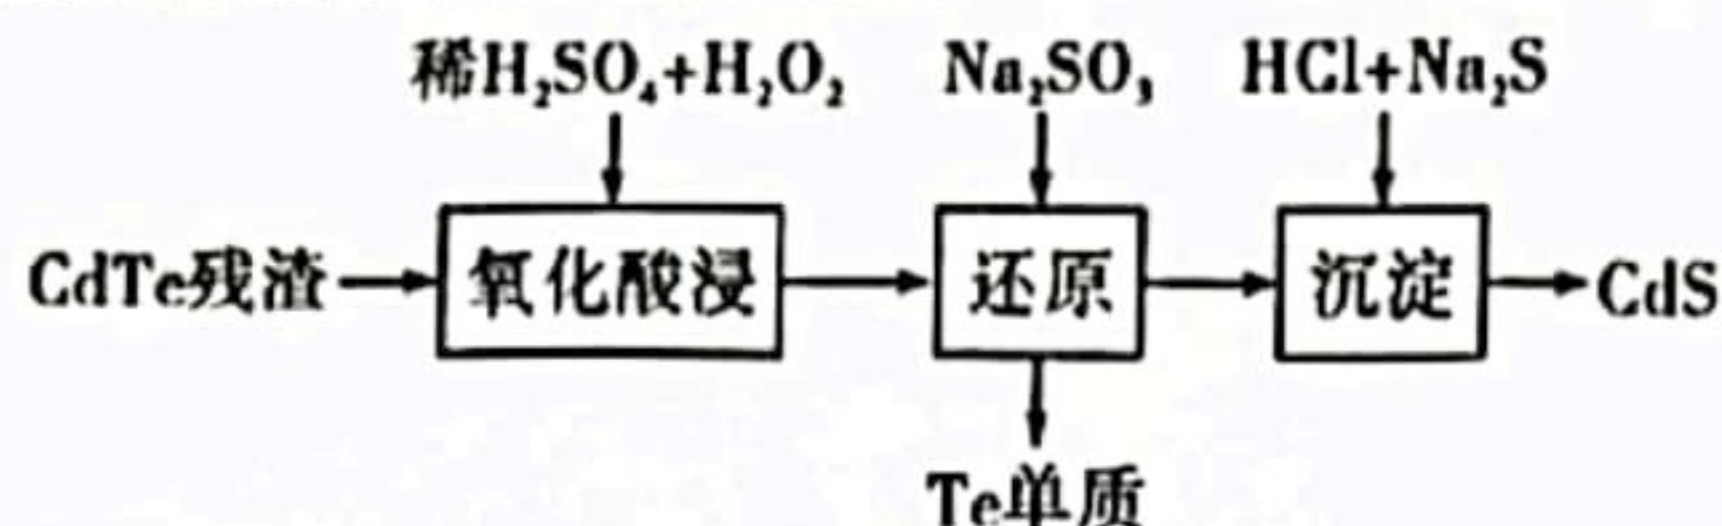 稀H₂SO₄+H₂O₂ Na₂SO₃ HCl+Na₂S
CdTe残渣 氧化酸浸 还原 沉淀 CdS
Te单质